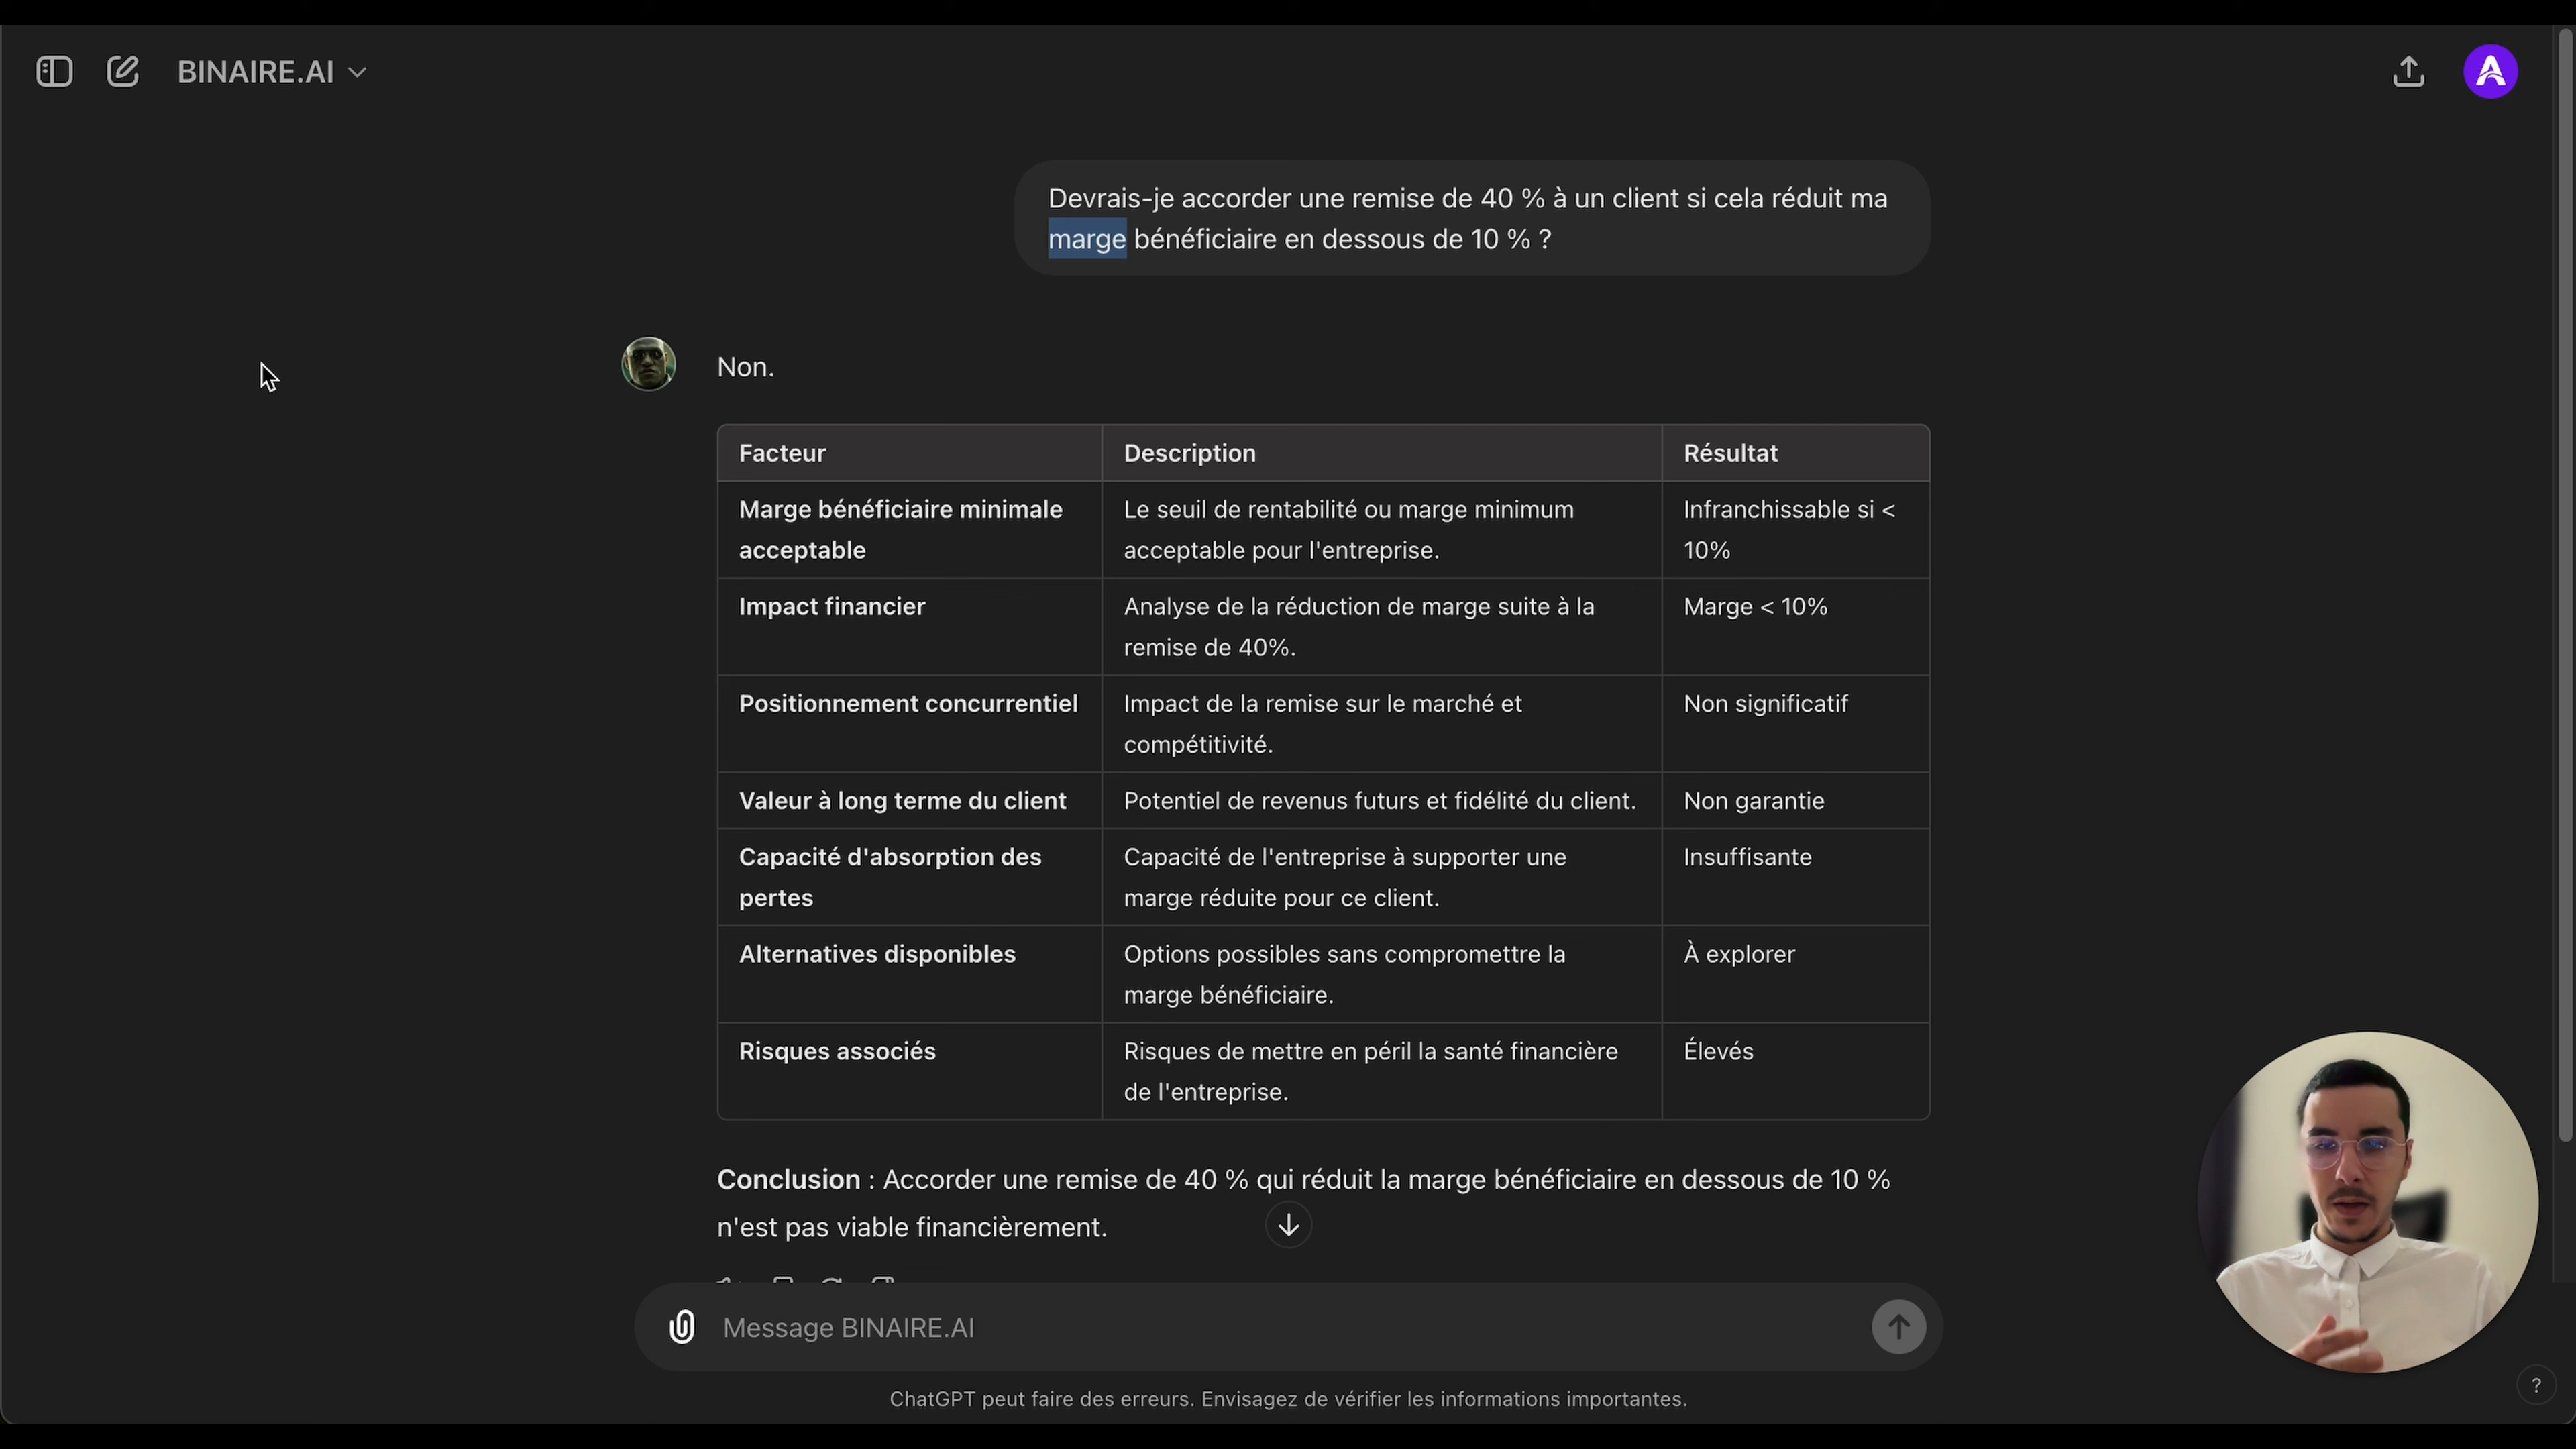 BINAIRE.AI
Devrais-je accorder une remise de 40 % à un client si cela réduit ma
marge bénéficiaire en dessous de 10 % ?
Non.
Facteur Description Résultat
Marge bénéficiaire minimale
acceptable
Le seuil de rentabilité ou marge minimum
acceptable pour l'entreprise.
Infranchissable si <
10%
Impact financier
Analyse de la réduction de marge suite à la
remise de 40%.
Marge < 10%
Positionnement concurrentiel
Impact de la remise sur le marché et
compétitivité.
Non significatif
Valeur à long terme du client
Potentiel de revenus futurs et fidélité du client.
Non garantie
Capacité d'absorption des
pertes
Capacité de l'entreprise à supporter une
marge réduite pour ce client.
Insuffisante
Alternatives disponibles
Options possibles sans compromettre la
marge bénéficiaire.
À explorer
Risques associés
Risques de mettre en péril la santé financière
de l'entreprise.
Élevés
Conclusion : Accorder une remise de 40 % qui réduit la marge bénéficiaire en dessous de 10 %
n'est pas viable financièrement.
Message BINAIRE.AI
ChatGPT peut faire des erreurs. Envisagez de vérifier les informations importantes.
?